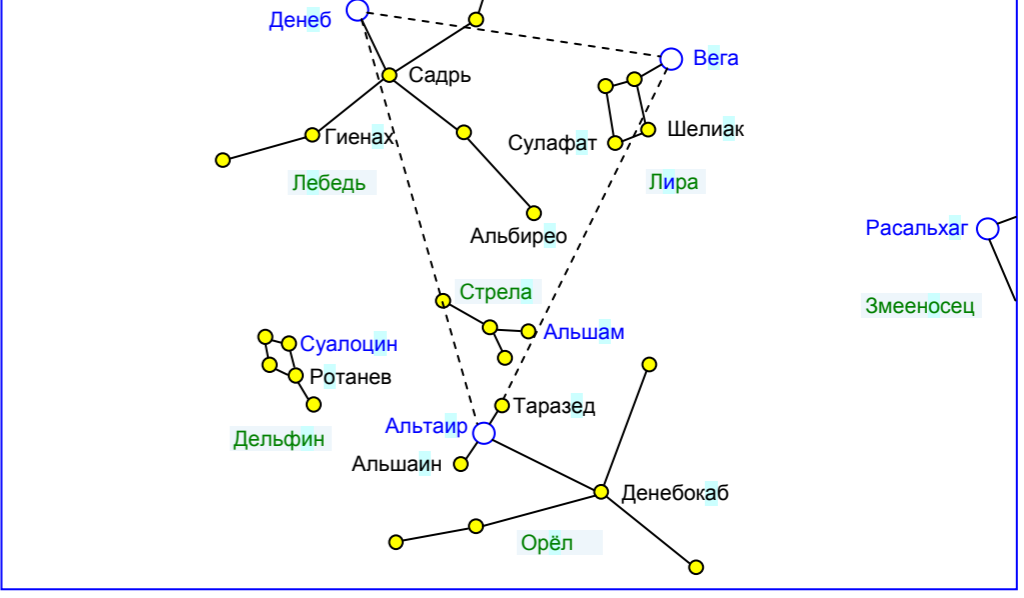 Денеб
Вега
Садрь
Гиенах
Шелиак
Сулафат
Лебедь
Лира
Альбирео
Расальхаг
Стрела
Змееносец
Альшам
Суалоцин
Ротанев
Таразед
Альтаир
Дельфин
Альшаин
Денебокаб
Орёл